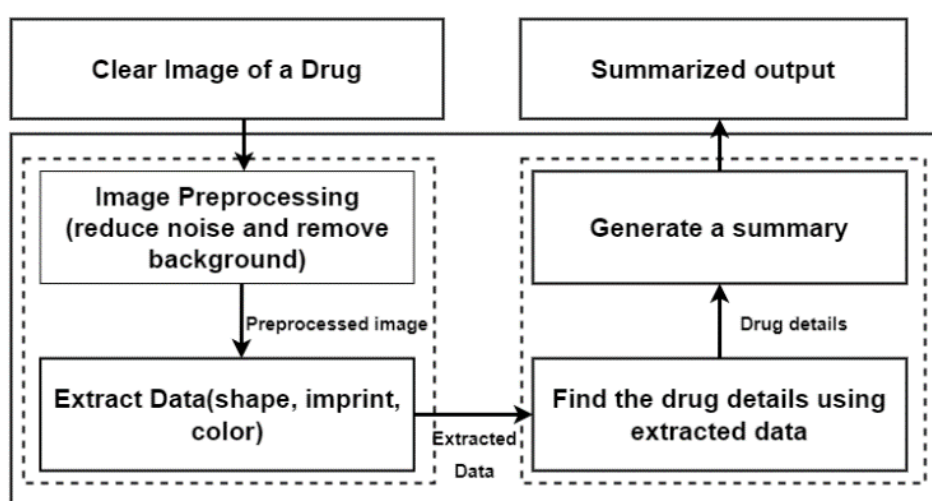 Clear Image of a Drug
Summarized output
Image Preprocessing
(reduce noise and remove
background)
Generate a summary
Preprocessed image
Drug details
Extract Data(shape, imprint,
color)
Extracted
Data
Find the drug details using
extracted data